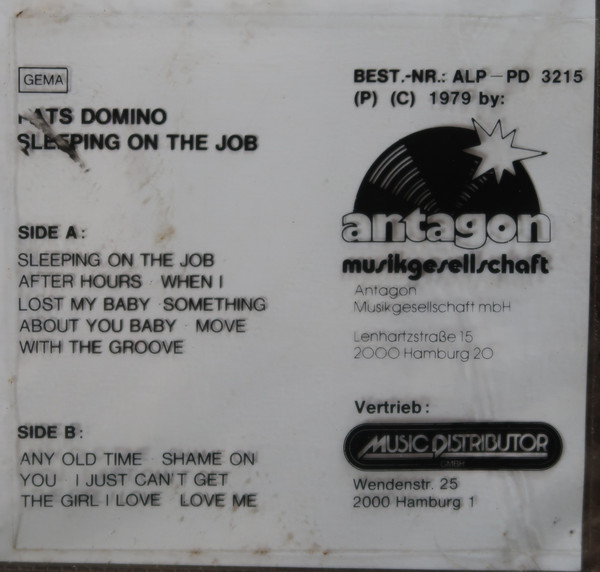 GEMA
FATS DOMINO
SLEEPING ON THE JOB
SIDE A:
SLEEPING ON THE JOB
AFTER HOURS · WHEN I
LOST MY BABY · SOMETHING
ABOUT YOU BABY · MOVE
WITH THE GROOVE
SIDE B:
ANY OLD TIME · SHAME ON
YOU · I JUST CAN'T GET
THE GIRL I LOVE · LOVE ME
BEST.-NR.: ALP-PD 3215
(P) (C) 1979 by:
antagon
musikgesellschaft
Antagon
Musikgesellschaft mbH
Lenhartzstraße 15
2000 Hamburg 20
Vertrieb:
MUSIC DISTRIBUTOR
GMBH
Wendenstr. 25
2000 Hamburg 1